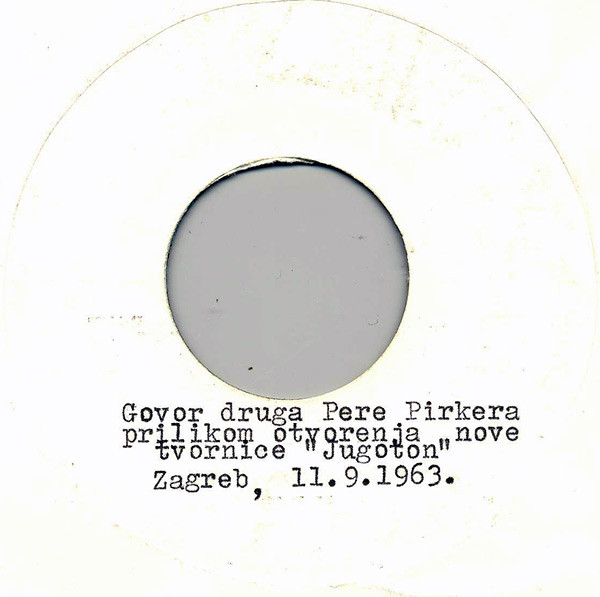 Govor druga Pere Pirkera
prilikom otvorenja nove
tvornice "Jugoton"
Zagreb, 11.9.1963.